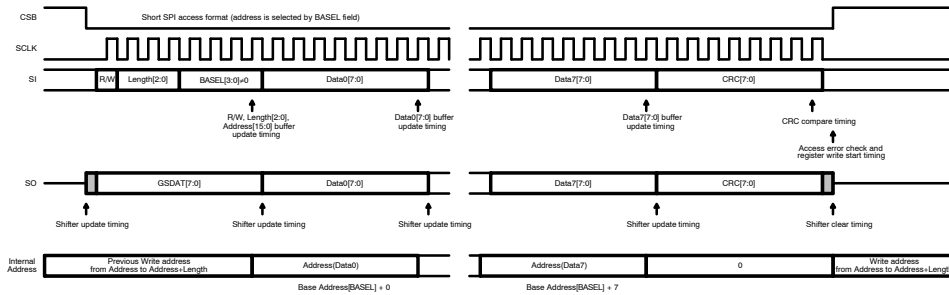 CSB
Short SPI access format (address is selected by BASEL field)
SCLK
SI
R/W
Length[2:0]
BASEL[3:0]≠0
Data0[7:0]
Data7[7:0]
CRC[7:0]
R/W, Length[2:0],
Address[15:0] buffer
update timing
Data0[7:0] buffer
update timing
Data7[7:0] buffer
update timing
CRC compare timing
Access error check and
register write start timing
SO
GSDAT[7:0]
Data0[7:0]
Data7[7:0]
CRC[7:0]
Shifter update timing
Shifter update timing
Shifter update timing
Shifter update timing
Shifter clear timing
Internal
Address
Previous Write address
from Address to Address+Length
Address(Data0)
Address(Data7)
0
Write address
from Address to Address+Length
Base Address[BASEL] + 0
Base Address[BASEL] + 7